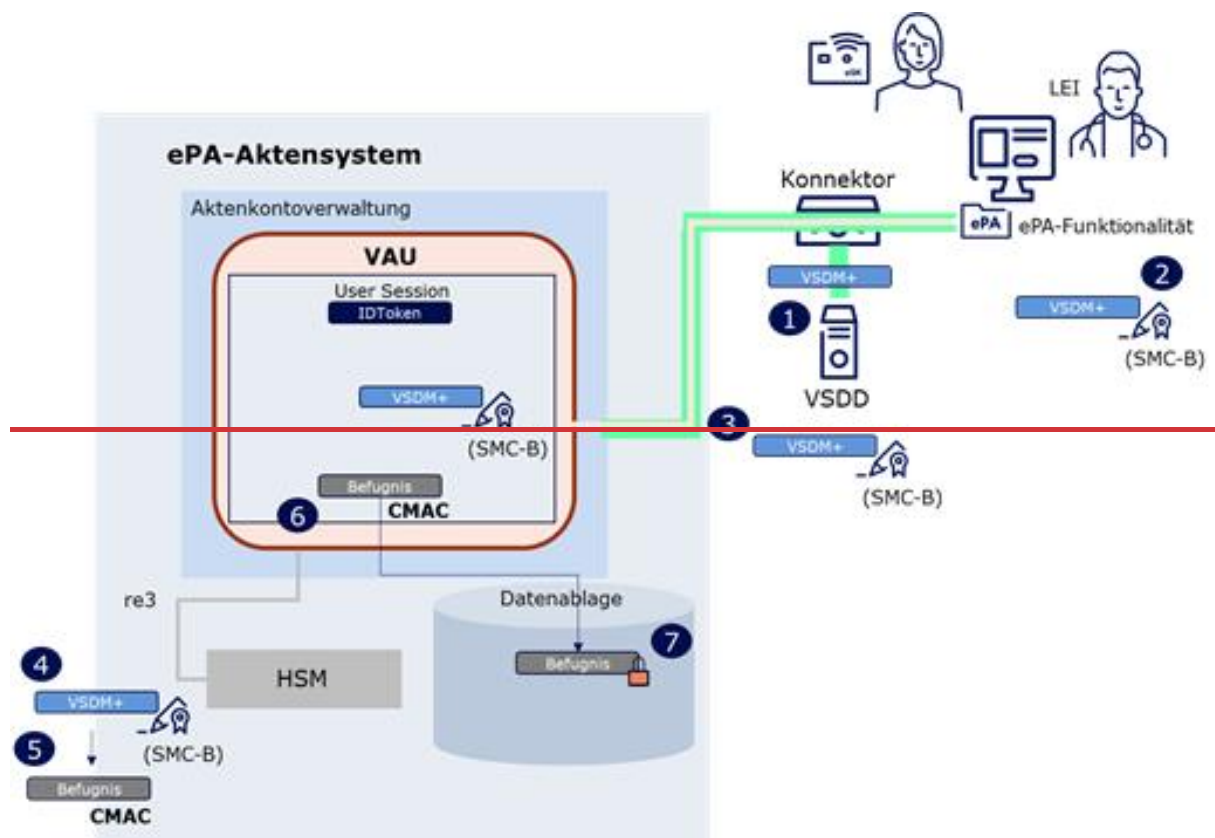 eGK
LEI
ePA-Aktensystem
Konnektor
Aktenkontoverwaltung
ePA
ePA-Funktionalität
VAU
VSDM+
2
User Session
IDToken
1
VSDM+
(SMC-B)
VSDM+
VSDD
3
(SMC-B)
VSDM+
Befugnis
(SMC-B)
6
CMAC
re3
Datenablage
4
7
Befugnis
HSM
VSDM+
5
(SMC-B)
Befugnis
CMAC